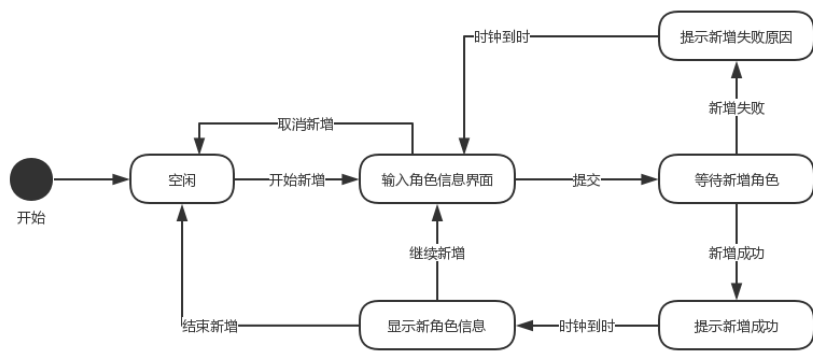 时钟到时
提示新增失败原因
新增失败
取消新增
开始
空闲
开始新增
输入角色信息界面
提交
等待新增角色
继续新增
新增成功
结束新增
显示新角色信息
时钟到时
提示新增成功